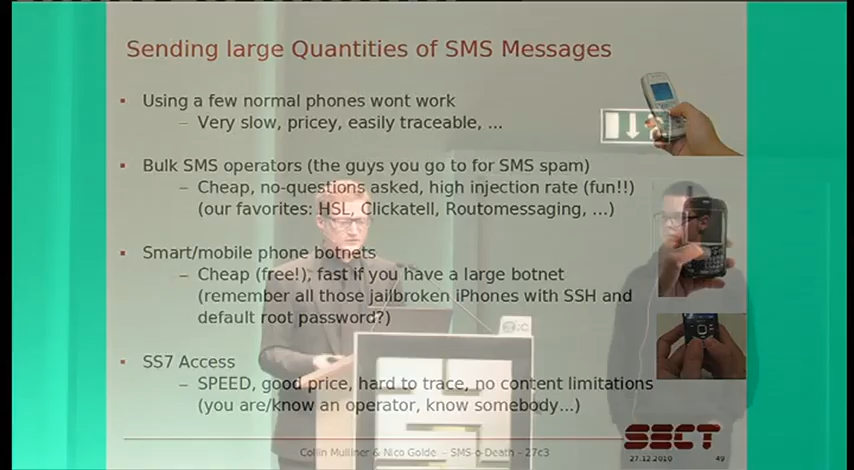 Sending large Quantities of SMS Messages
▪ Using a few normal phones wont work
– Very slow, pricey, easily traceable, ...
▪ Bulk SMS operators (the guys you go to for SMS spam)
– Cheap, no-questions asked, high injection rate (fun!!)
(our favorites: HSL, Clickatell, Routomessaging, ...)
▪ Smart/mobile phone botnets
– Cheap (free!), fast if you have a large botnet
(remember all those jailbroken iPhones with SSH and
default root password?)
▪ SS7 Access
– SPEED, good price, hard to trace, no content limitations
(you are/know an operator, know somebody...)
SECT
Collin Mulliner & Nico Golde - SMS-o-Death - 27c3
27.12.2010
49